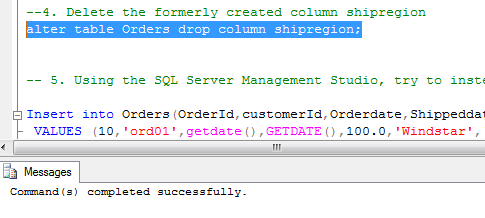 --4. Delete the formerly created column shipregion
alter table Orders drop column shipregion;
-- 5. Using the SQL Server Management Studio, try to
Insert into Orders(OrderId,customerId,Orderdate,Shippeddat
VALUES (10,'ord01',getdate(),GETDATE(),100.0,'Windstar',
Messages
Command(s) completed successfully.